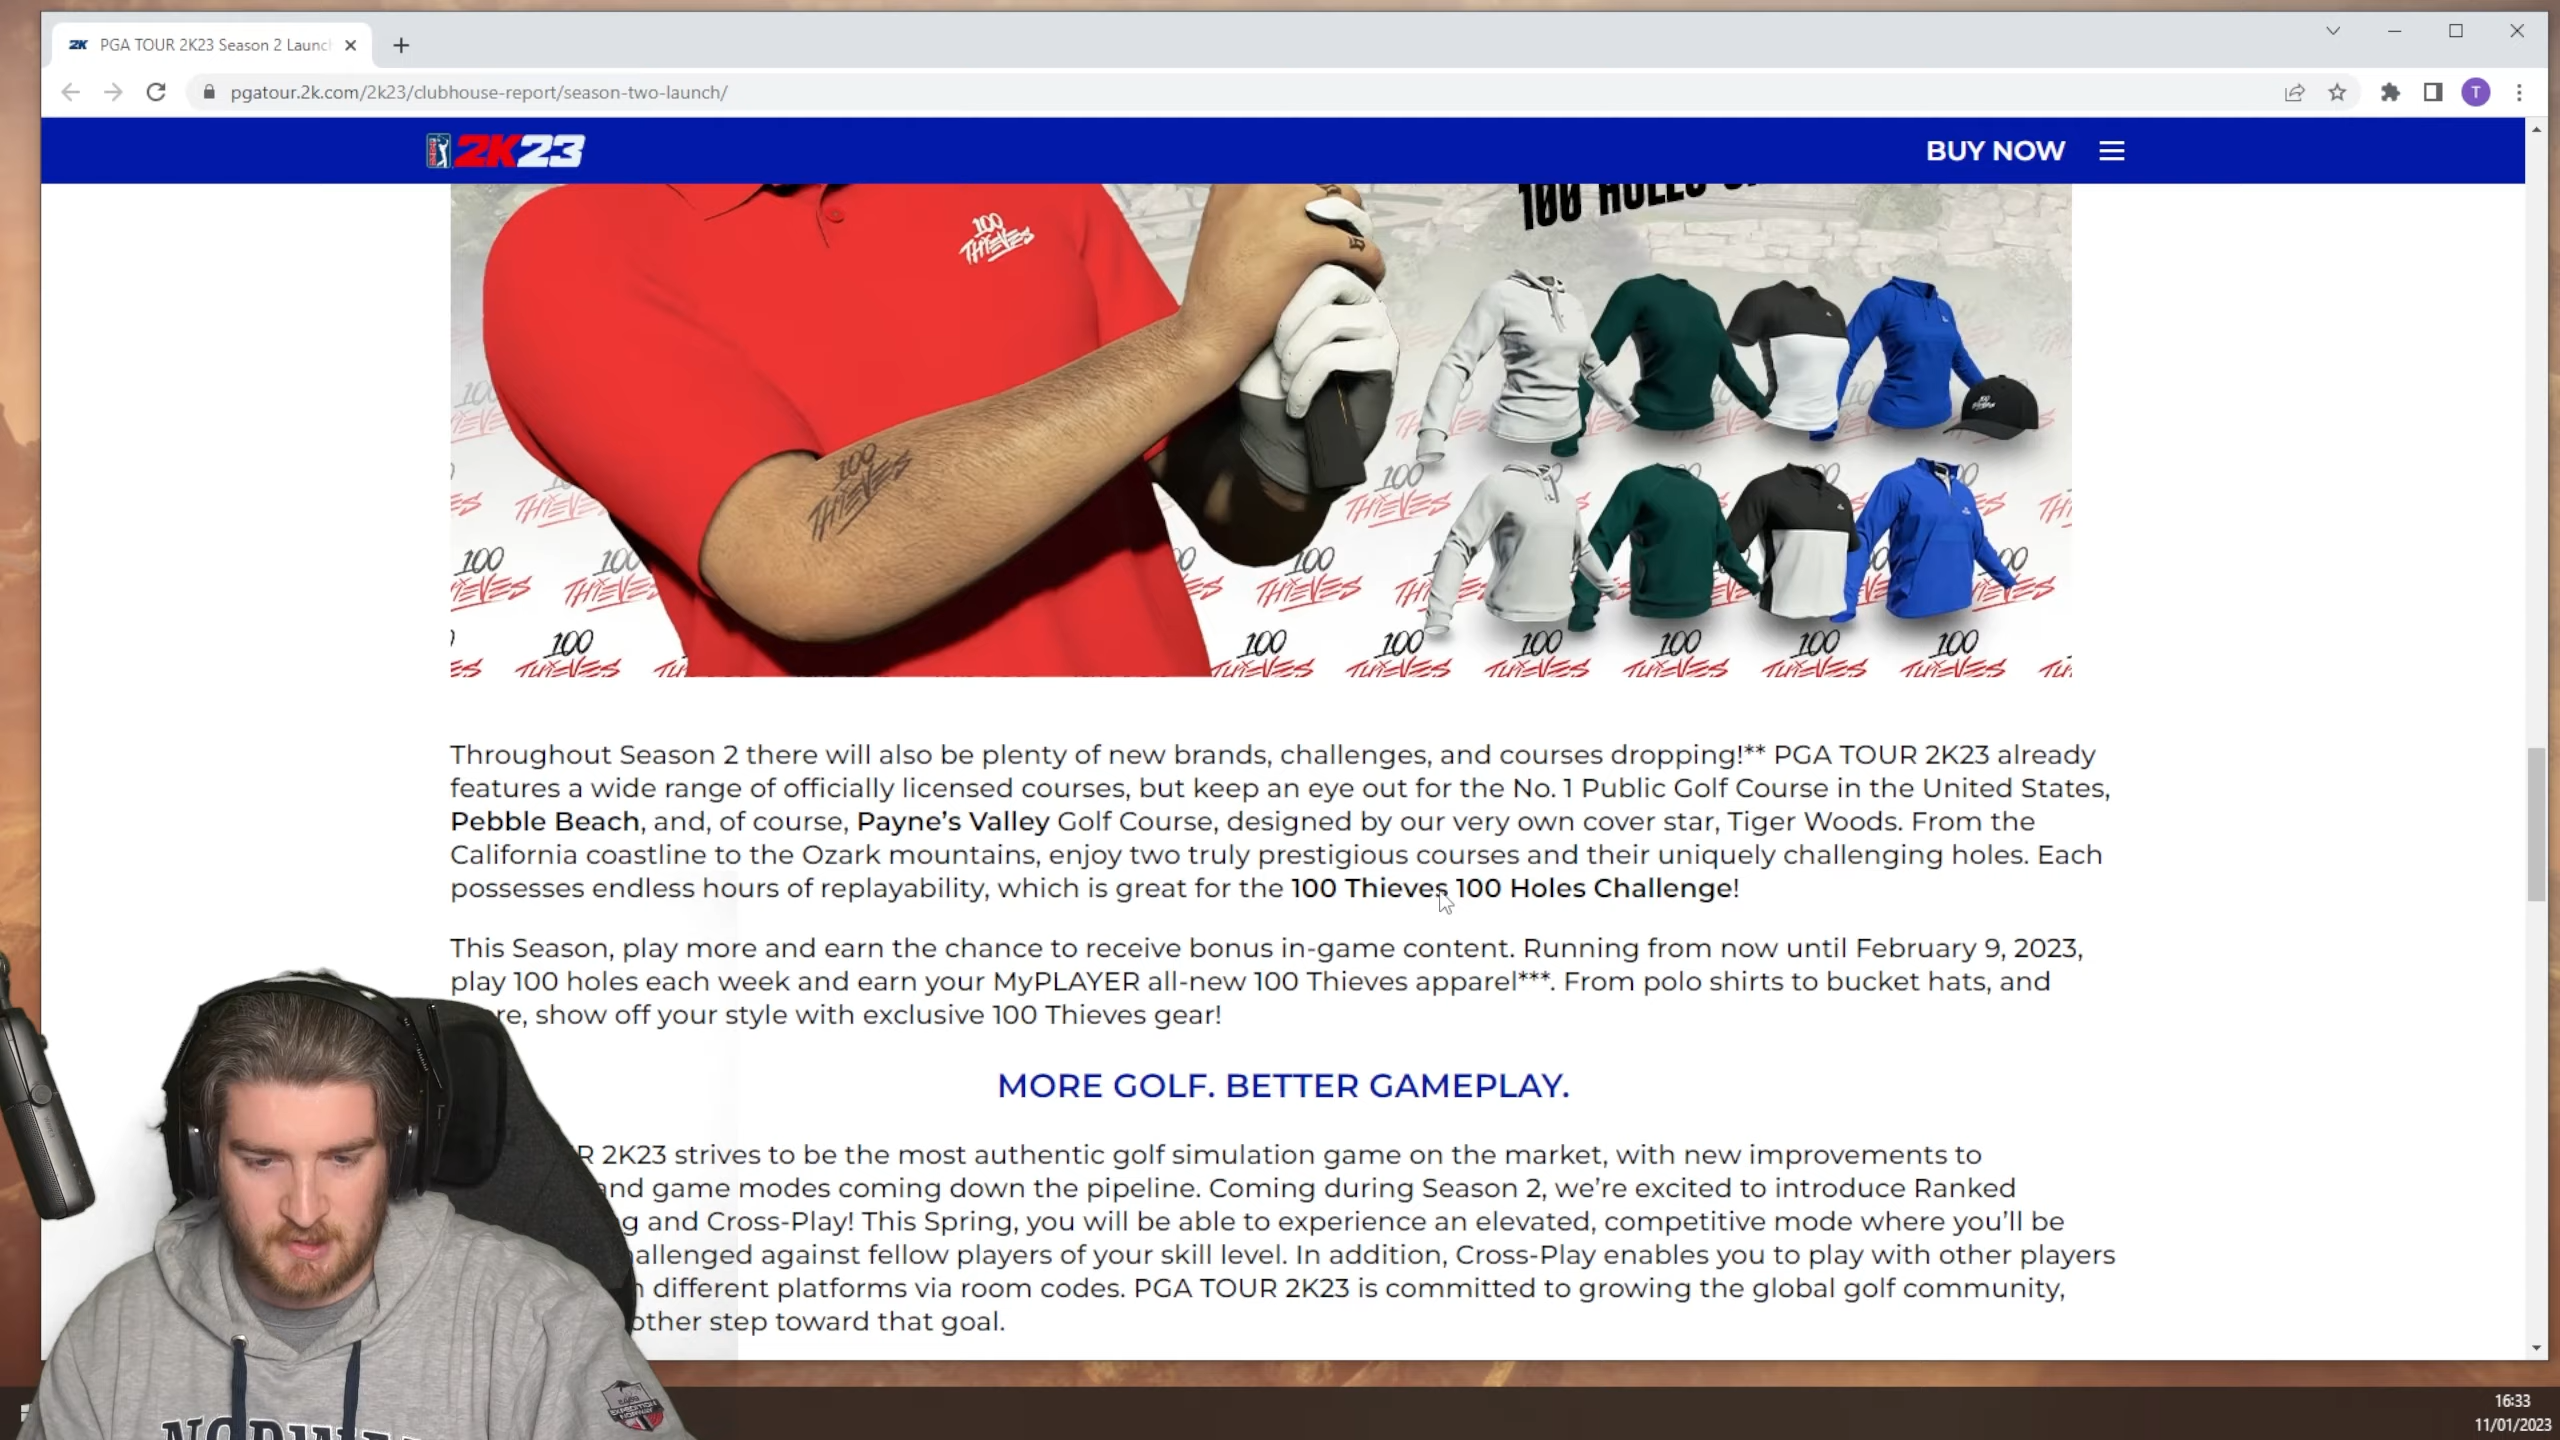 2K PGA TOUR 2K23 Season 2 Launc
pgatour.2k.com/2k23/clubhouse-report/season-two-launch/
T
2K23
BUY NOW
100 HOLES
100
THIEVES
100
THIEVES
Throughout Season 2 there will also be plenty of new brands, challenges, and courses dropping!** PGA TOUR 2K23 already
features a wide range of officially licensed courses, but keep an eye out for the No. 1 Public Golf Course in the United States,
Pebble Beach, and, of course, Payne’s Valley Golf Course, designed by our very own cover star, Tiger Woods. From the
California coastline to the Ozark mountains, enjoy two truly prestigious courses and their uniquely challenging holes. Each
possesses endless hours of replayability, which is great for the 100 Thieves 100 Holes Challenge!
This Season, play more and earn the chance to receive bonus in-game content. Running from now until February 9, 2023,
play 100 holes each week and earn your MyPLAYER all-new 100 Thieves apparel***. From polo shirts to bucket hats, and
re, show off your style with exclusive 100 Thieves gear!
MORE GOLF. BETTER GAMEPLAY.
R 2K23 strives to be the most authentic golf simulation game on the market, with new improvements to
and game modes coming down the pipeline. Coming during Season 2, we’re excited to introduce Ranked
g and Cross-Play! This Spring, you will be able to experience an elevated, competitive mode where you’ll be
hallenged against fellow players of your skill level. In addition, Cross-Play enables you to play with other players
n different platforms via room codes. PGA TOUR 2K23 is committed to growing the global golf community,
other step toward that goal.
16:33
11/01/2023